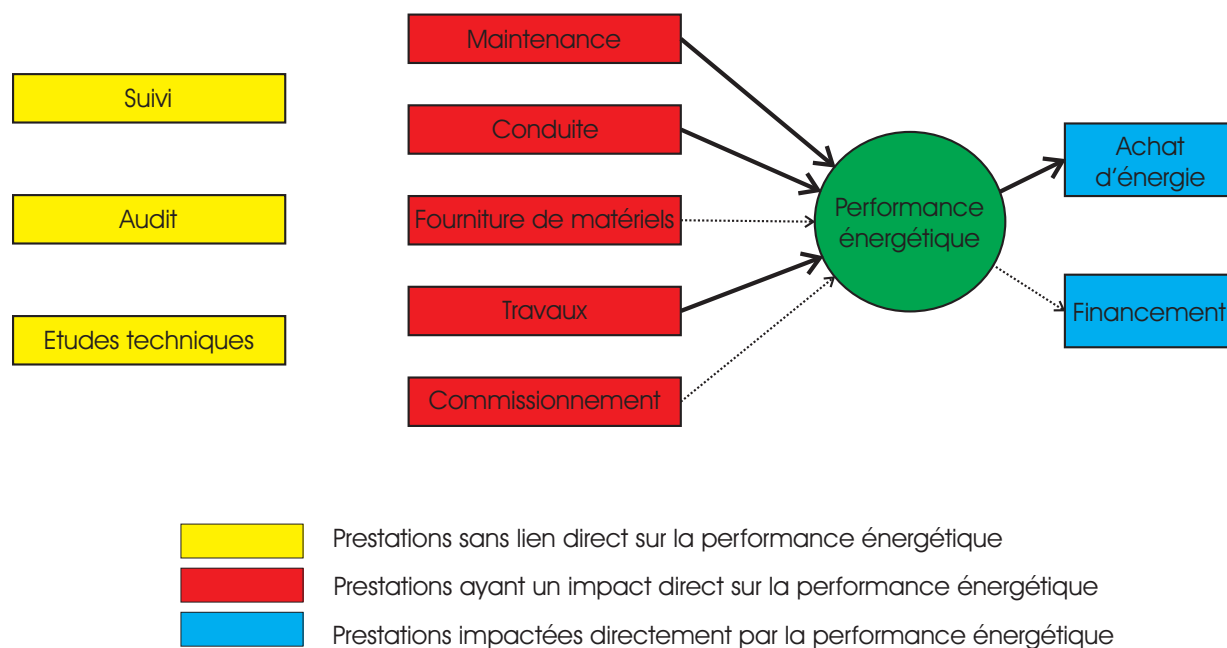 Suivi
Audit
Etudes techniques
Maintenance
Conduite
Fourniture de matériels
Travaux
Commissionnement
Performance
énergétique
Achat
d'énergie
Financement
Prestations sans lien direct sur la performance énergétique
Prestations ayant un impact direct sur la performance énergétique
Prestations impactées directement par la performance énergétique